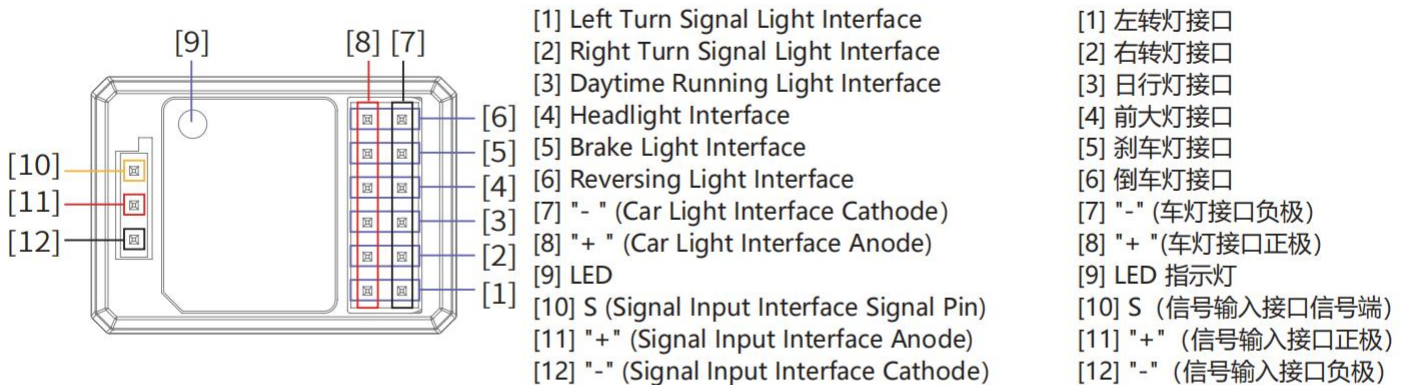 [9] [8] [7]
[6]
[5]
[4]
[3]
[2]
[1]
[10]
[11]
[12]
[1] Left Turn Signal Light Interface
[2] Right Turn Signal Light Interface
[3] Daytime Running Light Interface
[4] Headlight Interface
[5] Brake Light Interface
[6] Reversing Light Interface
[7] "- " (Car Light Interface Cathode)
[8] "+ " (Car Light Interface Anode)
[9] LED
[10] S (Signal Input Interface Signal Pin)
[11] "+" (Signal Input Interface Anode)
[12] "-" (Signal Input Interface Cathode)
[1] 左转灯接口
[2] 右转灯接口
[3] 日行灯接口
[4] 前大灯接口
[5] 刹车灯接口
[6] 倒车灯接口
[7] "-" (车灯接口负极)
[8] "+ "(车灯接口正极)
[9] LED 指示灯
[10] S（信号输入接口信号端）
[11] "+"（信号输入接口正极）
[12] "-"（信号输入接口负极）